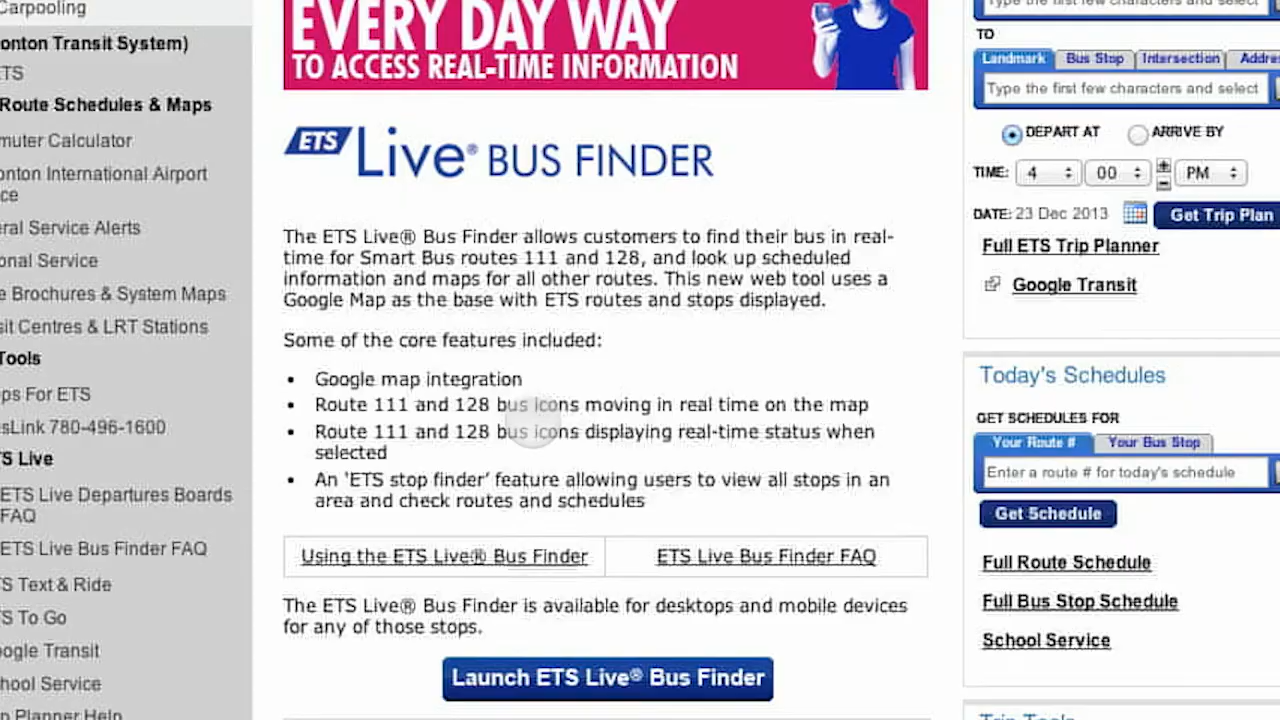 Carpooling
onton Transit System)
ETS
Route Schedules & Maps
muter Calculator
onton International Airport
ce
eral Service Alerts
onal Service
e Brochures & System Maps
sit Centres & LRT Stations
Tools
ps For ETS
sLink 780-496-1600
S Live
ETS Live Departures Boards
FAQ
ETS Live Bus Finder FAQ
S Text & Ride
S To Go
ogle Transit
hool Service
p Planner Help
EVERY DAY WAY
TO ACCESS REAL-TIME INFORMATION
ETS Live® BUS FINDER
The ETS Live® Bus Finder allows customers to find their bus in real-
time for Smart Bus routes 111 and 128, and look up scheduled
information and maps for all other routes. This new web tool uses a
Google Map as the base with ETS routes and stops displayed.
Some of the core features included:
• Google map integration
• Route 111 and 128 bus icons moving in real time on the map
• Route 111 and 128 bus icons displaying real-time status when
selected
• An 'ETS stop finder’ feature allowing users to view all stops in an
area and check routes and schedules
Using the ETS Live® Bus Finder
ETS Live Bus Finder FAQ
The ETS Live® Bus Finder is available for desktops and mobile devices
for any of those stops.
Launch ETS Live® Bus Finder
Type the first few characters and select
TO
Landmark Bus Stop Intersection Addre
Type the first few characters and select
DEPART AT ARRIVE BY
TIME: 4 00 + - PM
DATE: 23 Dec 2013 Get Trip Plan
Full ETS Trip Planner
Google Transit
Today's Schedules
GET SCHEDULES FOR
Your Route # Your Bus Stop
Enter a route # for today's schedule
Get Schedule
Full Route Schedule
Full Bus Stop Schedule
School Service
Trip Tools